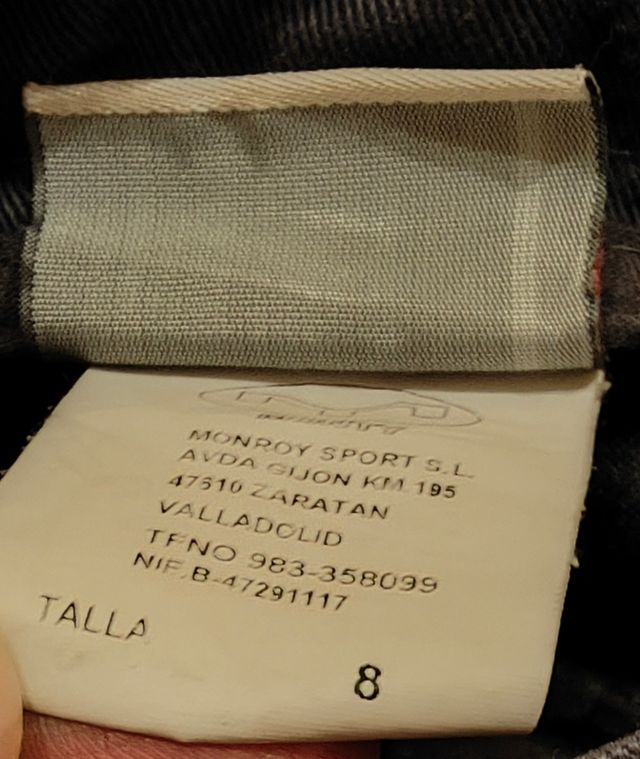 MONROY SPORT S.L.
AVDA GIJON KM.195
47610 ZARATAN
VALLADOLID
TFNO 983-358099
NIF.B-47291117
TALLA
8